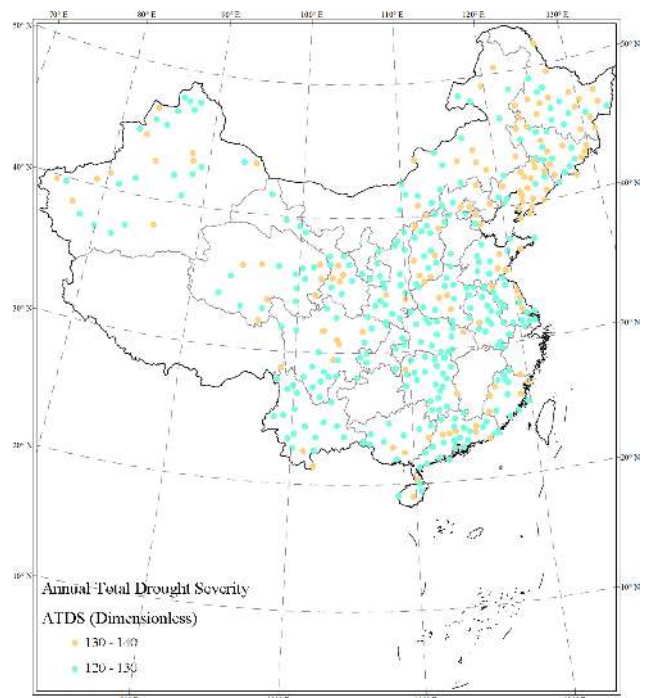 70° E 80° E 90° E 100° E 110° E 120° E 130° E
50° N 50° N
40° N 40° N
30° N 30° N
20° N 20° N
10° N 10° N
Annual Total Drought Severity
ATDS (Dimensionless)
130 - 140
120 - 130